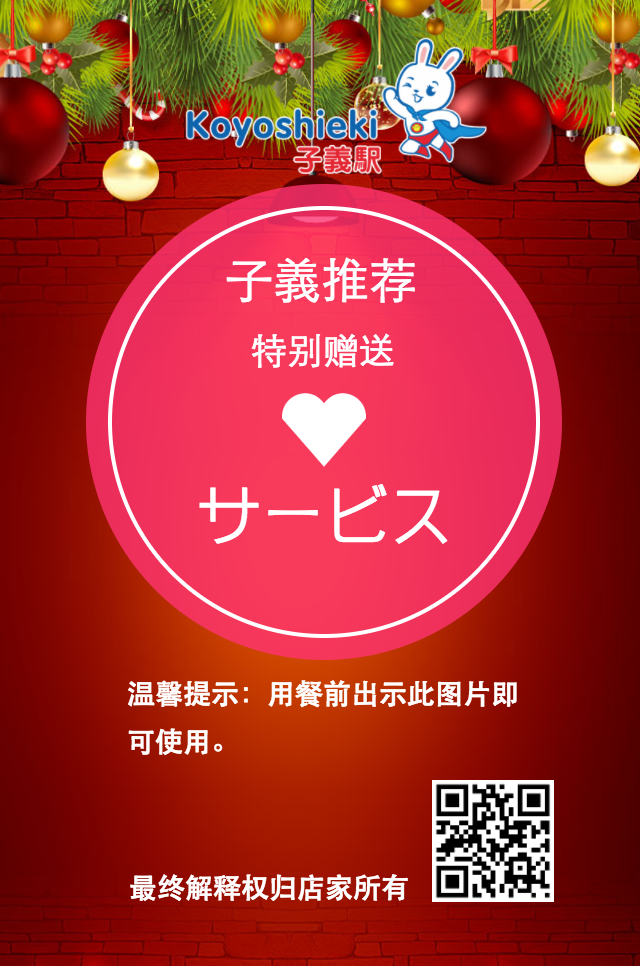 Koyoshieki
子義駅
子義推荐
特别赠送
サービス
温馨提示：用餐前出示此图片即
可使用。
最终解释权归店家所有